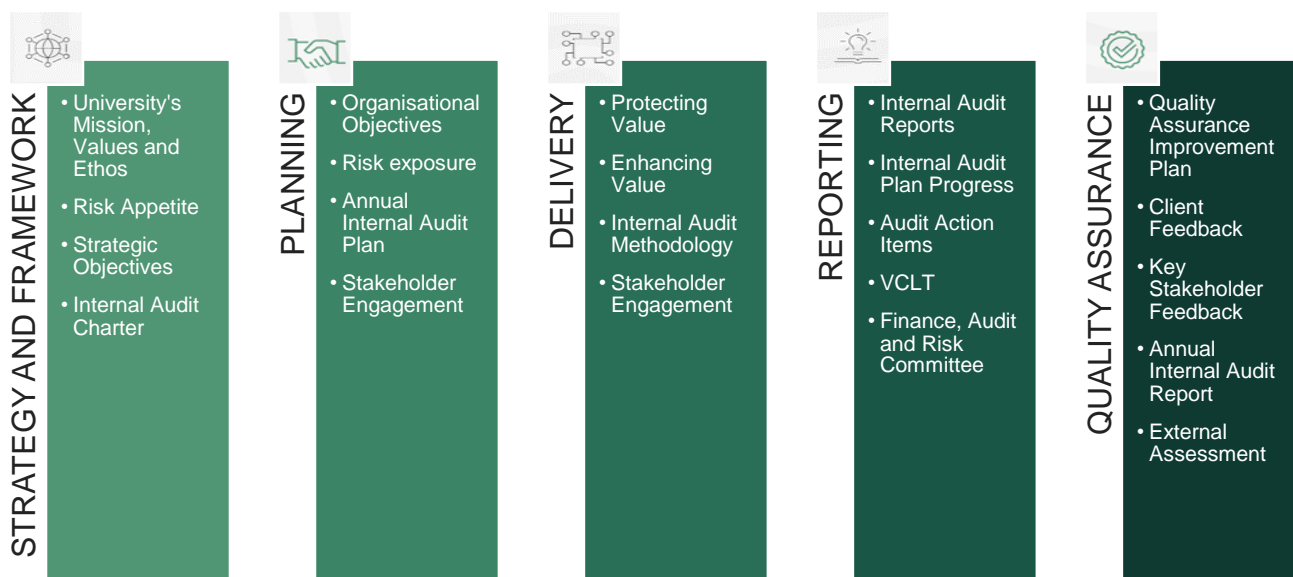 STRATEGY AND FRAMEWORK
• University's
Mission,
Values and
Ethos
• Risk Appetite
• Strategic
Objectives
• Internal Audit
Charter
PLANNING
• Organisational
Objectives
• Risk exposure
• Annual
Internal Audit
Plan
• Stakeholder
Engagement
DELIVERY
• Protecting
Value
• Enhancing
Value
• Internal Audit
Methodology
• Stakeholder
Engagement
REPORTING
• Internal Audit
Reports
• Internal Audit
Plan Progress
• Audit Action
Items
• VCLT
• Finance, Audit
and Risk
Committee
QUALITY ASSURANCE
• Quality
Assurance
Improvement
Plan
• Client
Feedback
• Key
Stakeholder
Feedback
• Annual
Internal Audit
Report
• External
Assessment